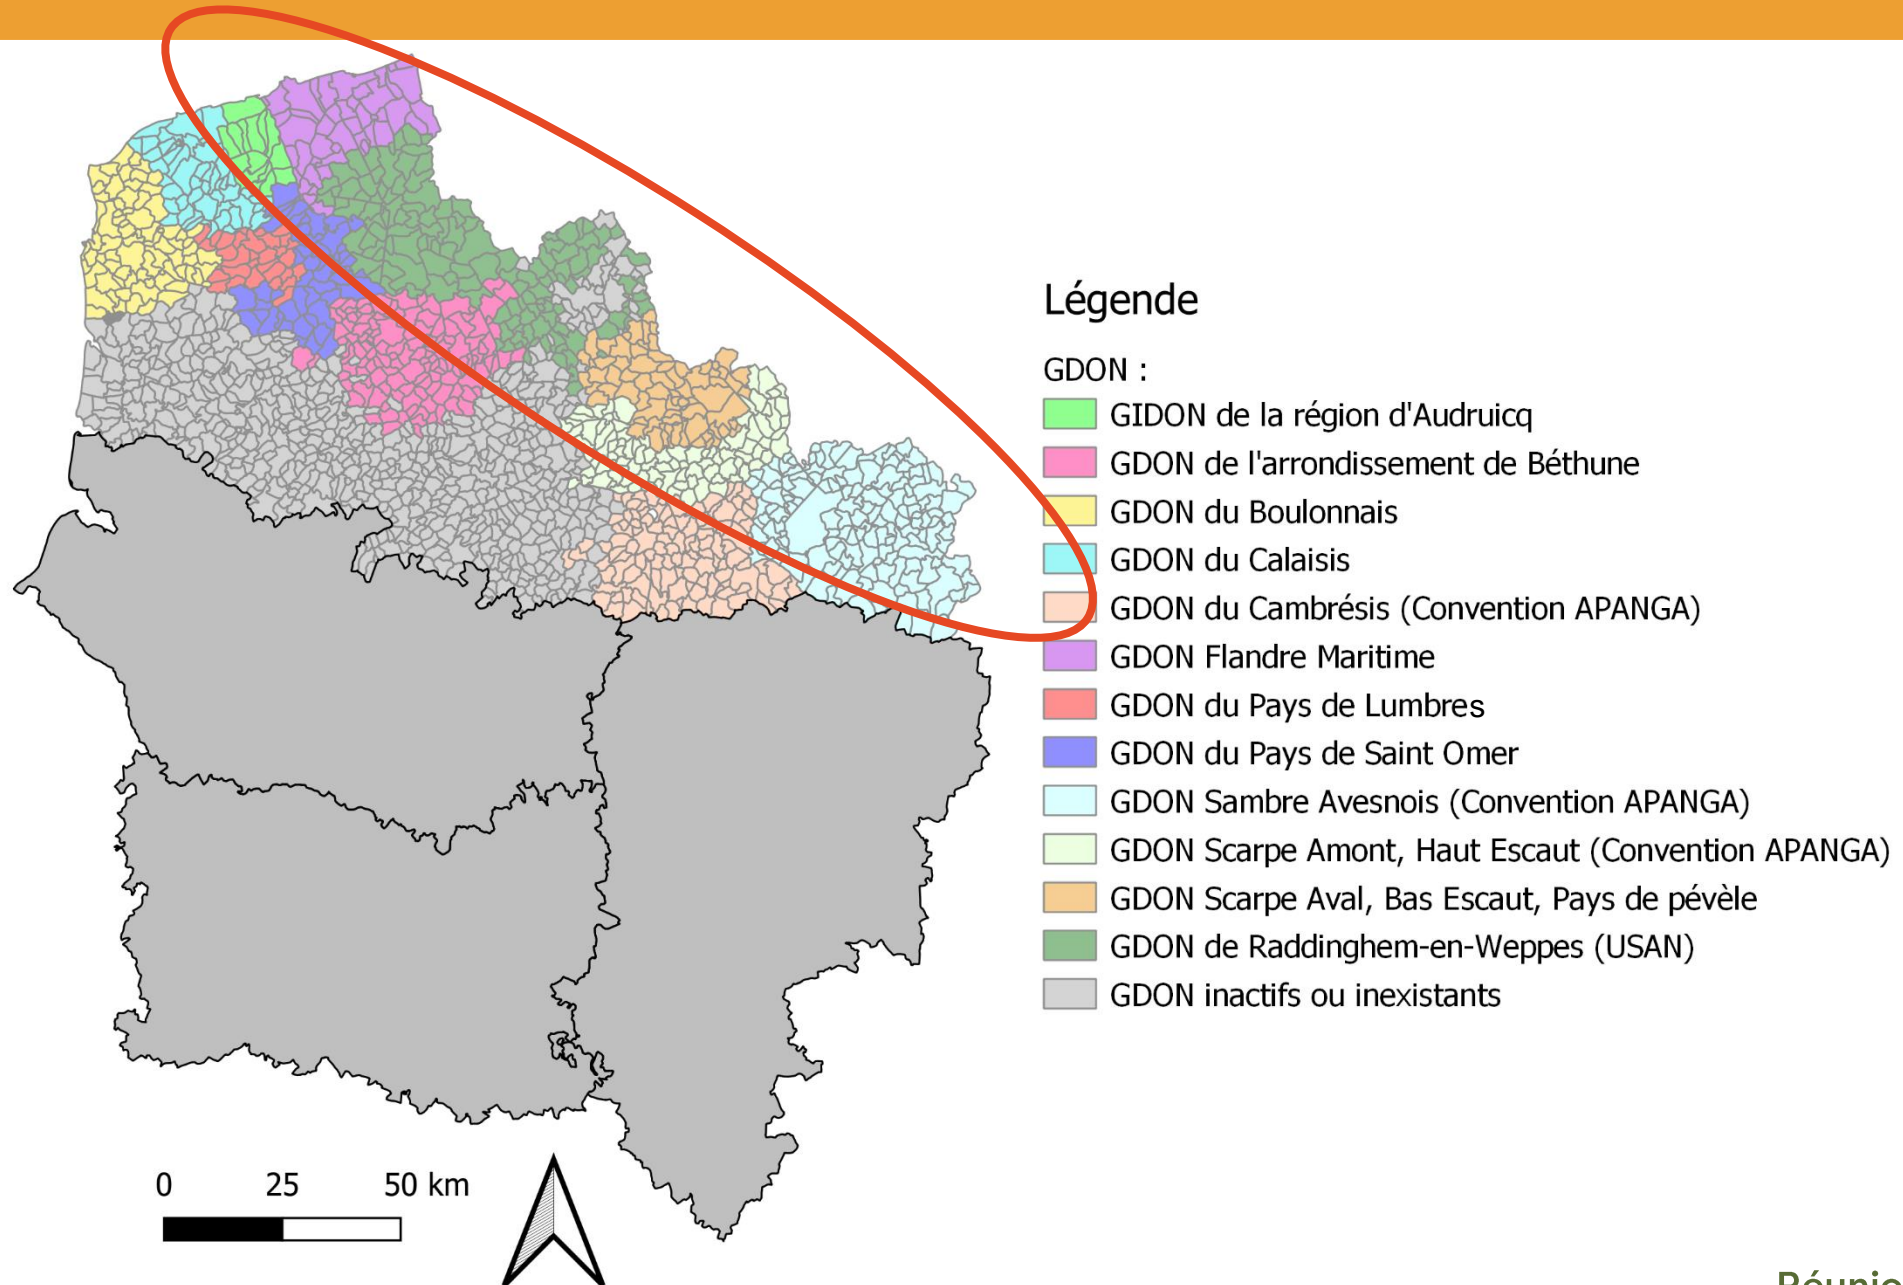 Légende
GDON :
GIDON de la région d'Audruicq
GDON de l'arrondissement de Béthune
GDON du Boulonnais
GDON du Calaisis
GDON du Cambrésis (Convention APANGA)
GDON Flandre Maritime
GDON du Pays de Lumbres
GDON du Pays de Saint Omer
GDON Sambre Avesnois (Convention APANGA)
GDON Scarpe Amont, Haut Escaut (Convention APANGA)
GDON Scarpe Aval, Bas Escaut, Pays de pévèle
GDON de Raddinghem-en-Weppes (USAN)
GDON inactifs ou inexistants
0 25 50 km